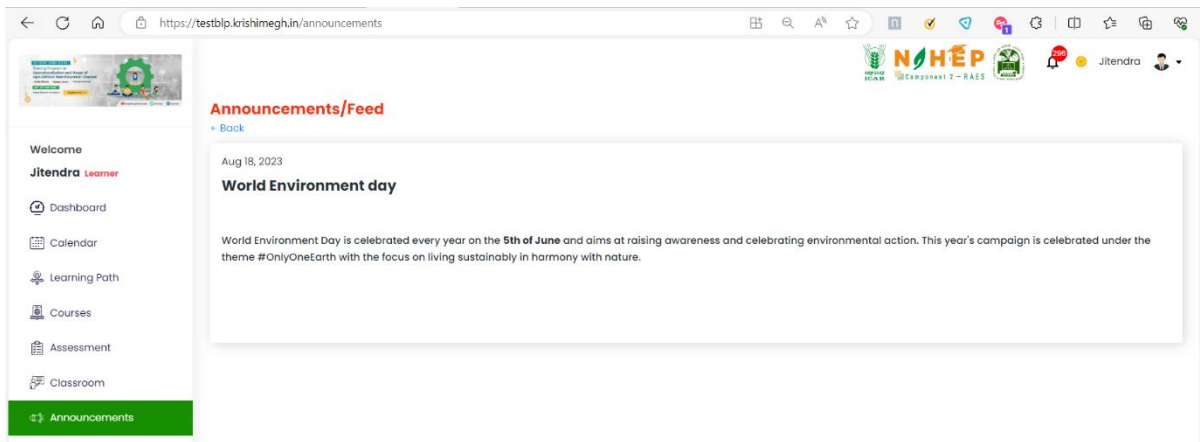 https://testblp.krishimegh.in/announcements
ICAR
NAHEP
Component 2 - RAES
296
Jitendra
Announcements/Feed
← Back
Welcome
Jitendra Learner
Dashboard
Calendar
Learning Path
Courses
Assessment
Classroom
Announcements
Aug 18, 2023
World Environment day
World Environment Day is celebrated every year on the 5th of June and aims at raising awareness and celebrating environmental action. This year's campaign is celebrated under the
theme #OnlyOneEarth with the focus on living sustainably in harmony with nature.